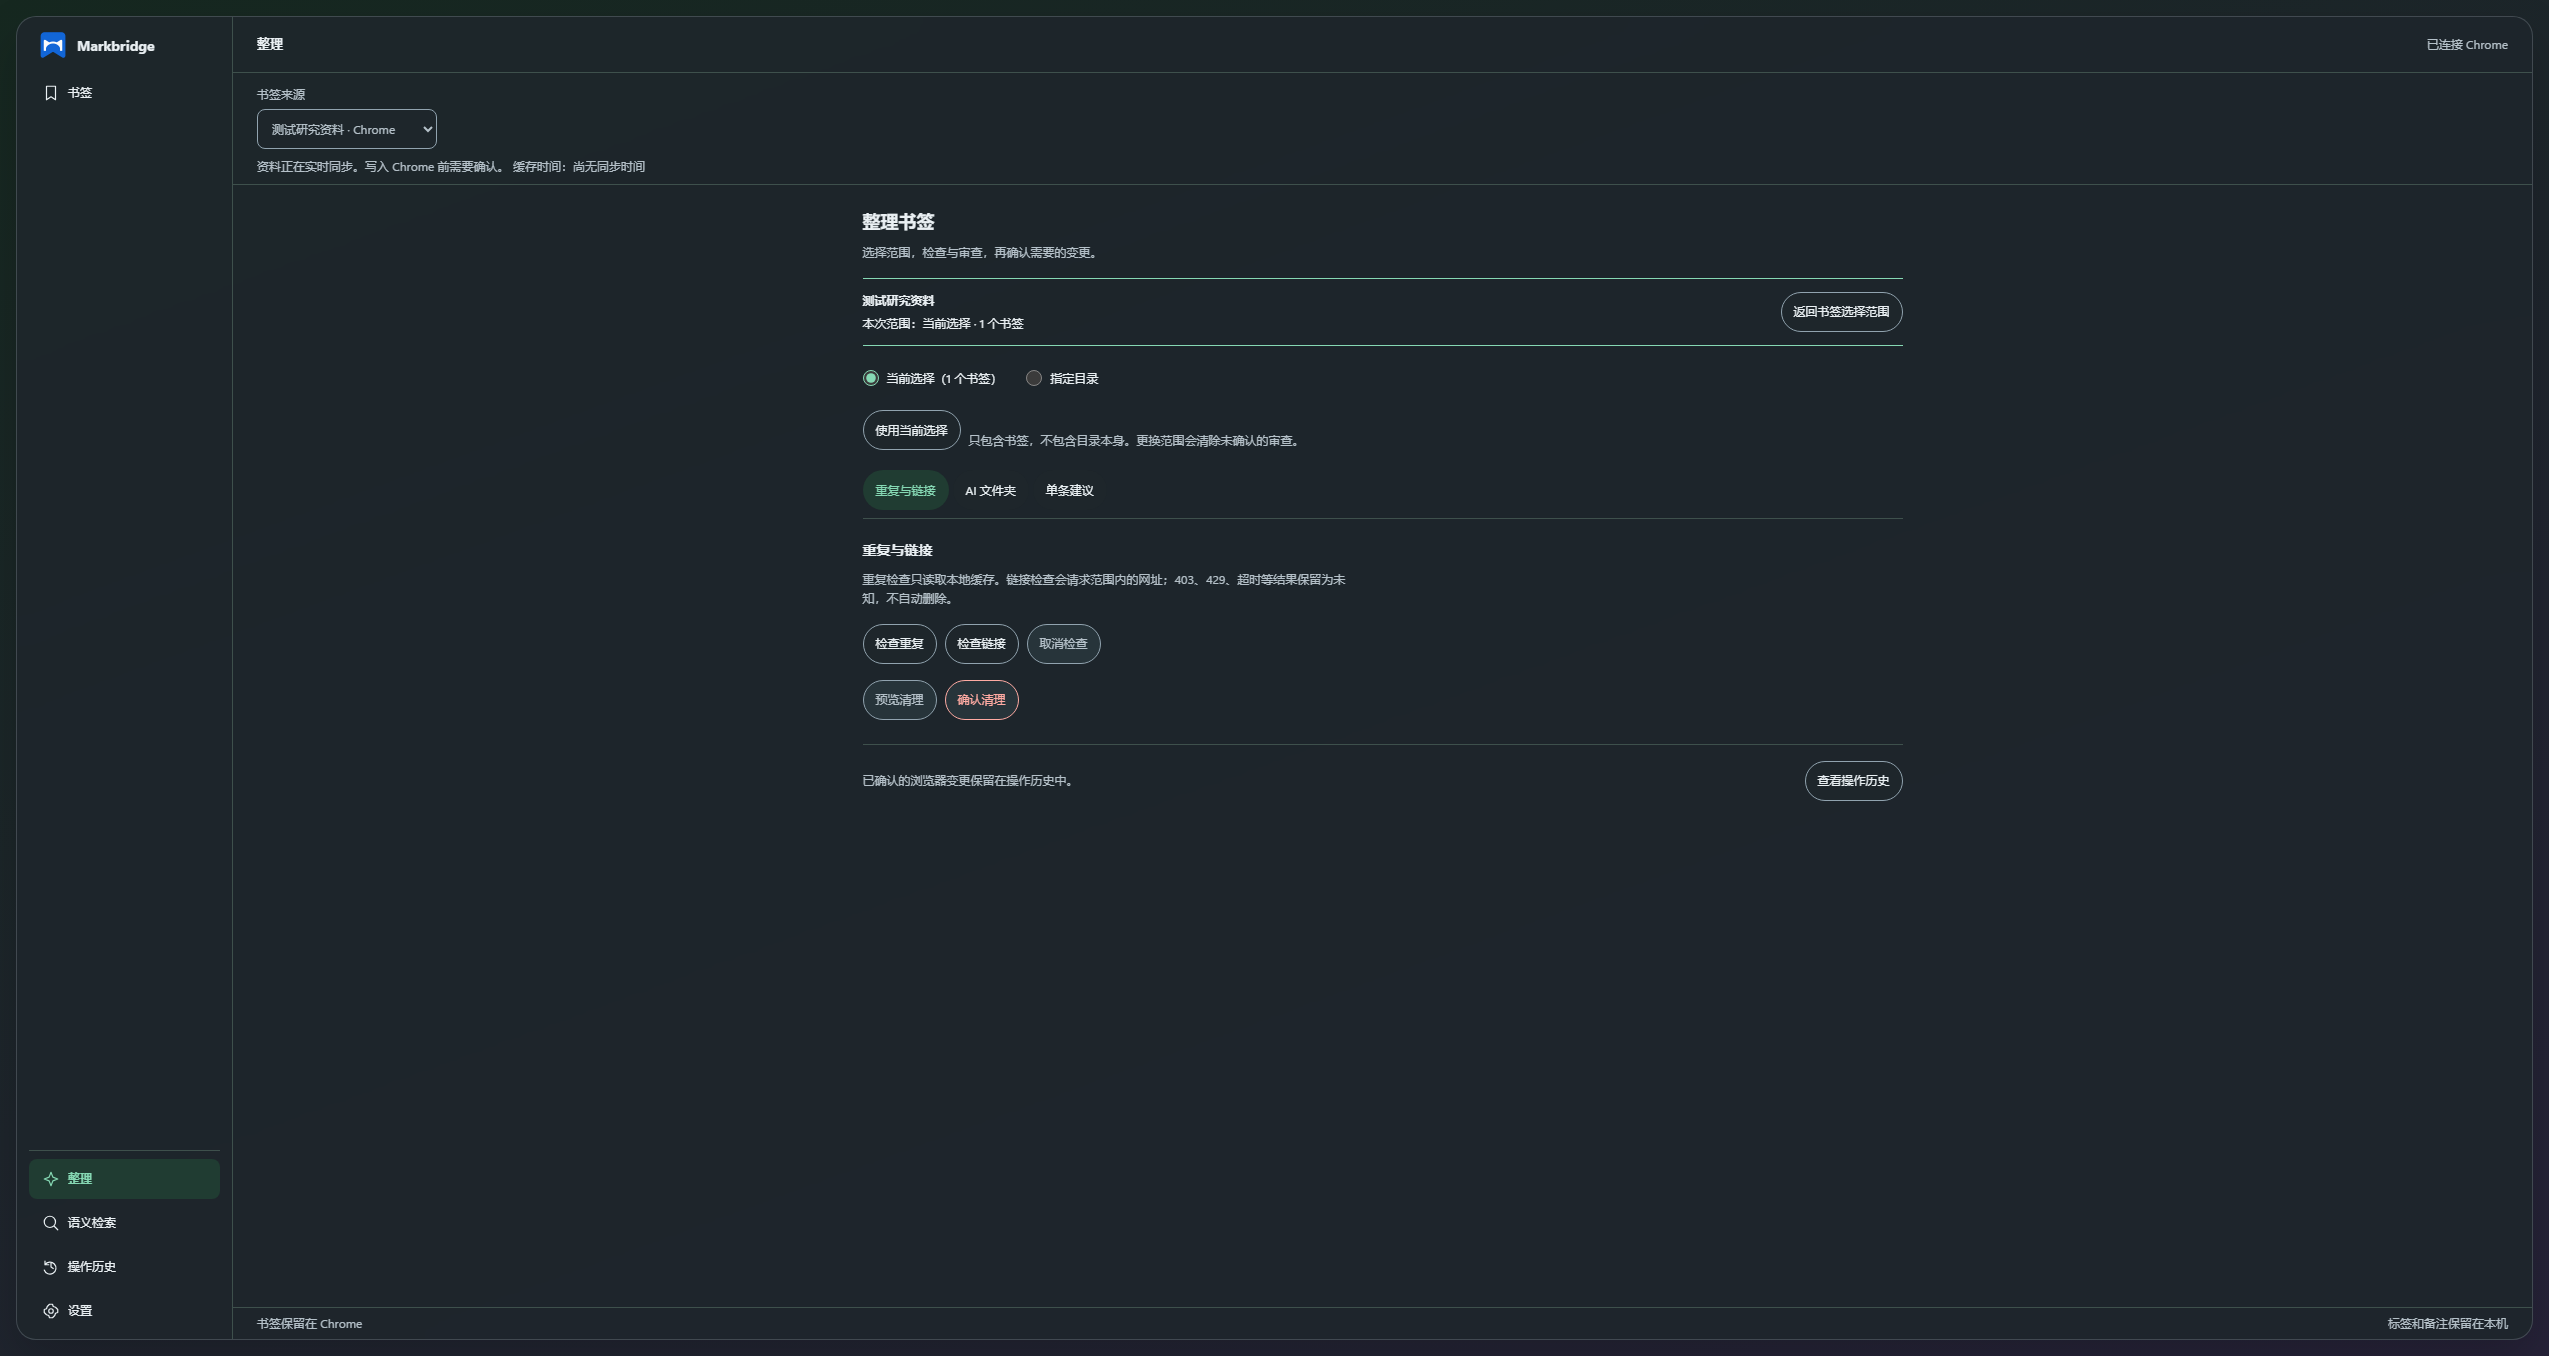 Markbridge
书签
整理
已连接 Chrome
书签来源
测试研究资料 · Chrome
资料正在实时同步。写入 Chrome 前需要确认。 缓存时间：尚无同步时间
整理书签
选择范围，检查与审查，再确认需要的变更。
测试研究资料
本次范围：当前选择 · 1 个书签
返回书签选择范围
当前选择（1 个书签） 指定目录
使用当前选择 只包含书签，不包含目录本身。更换范围会清除未确认的审查。
重复与链接 AI 文件夹 单条建议
重复与链接
重复检查只读取本地缓存。链接检查会请求范围内的网址；403、429、超时等结果保留为未
知，不自动删除。
检查重复 检查链接 取消检查
预览清理 确认清理
已确认的浏览器变更保留在操作历史中。
查看操作历史
整理
语义检索
操作历史
设置
书签保留在 Chrome
标签和备注保留在本机